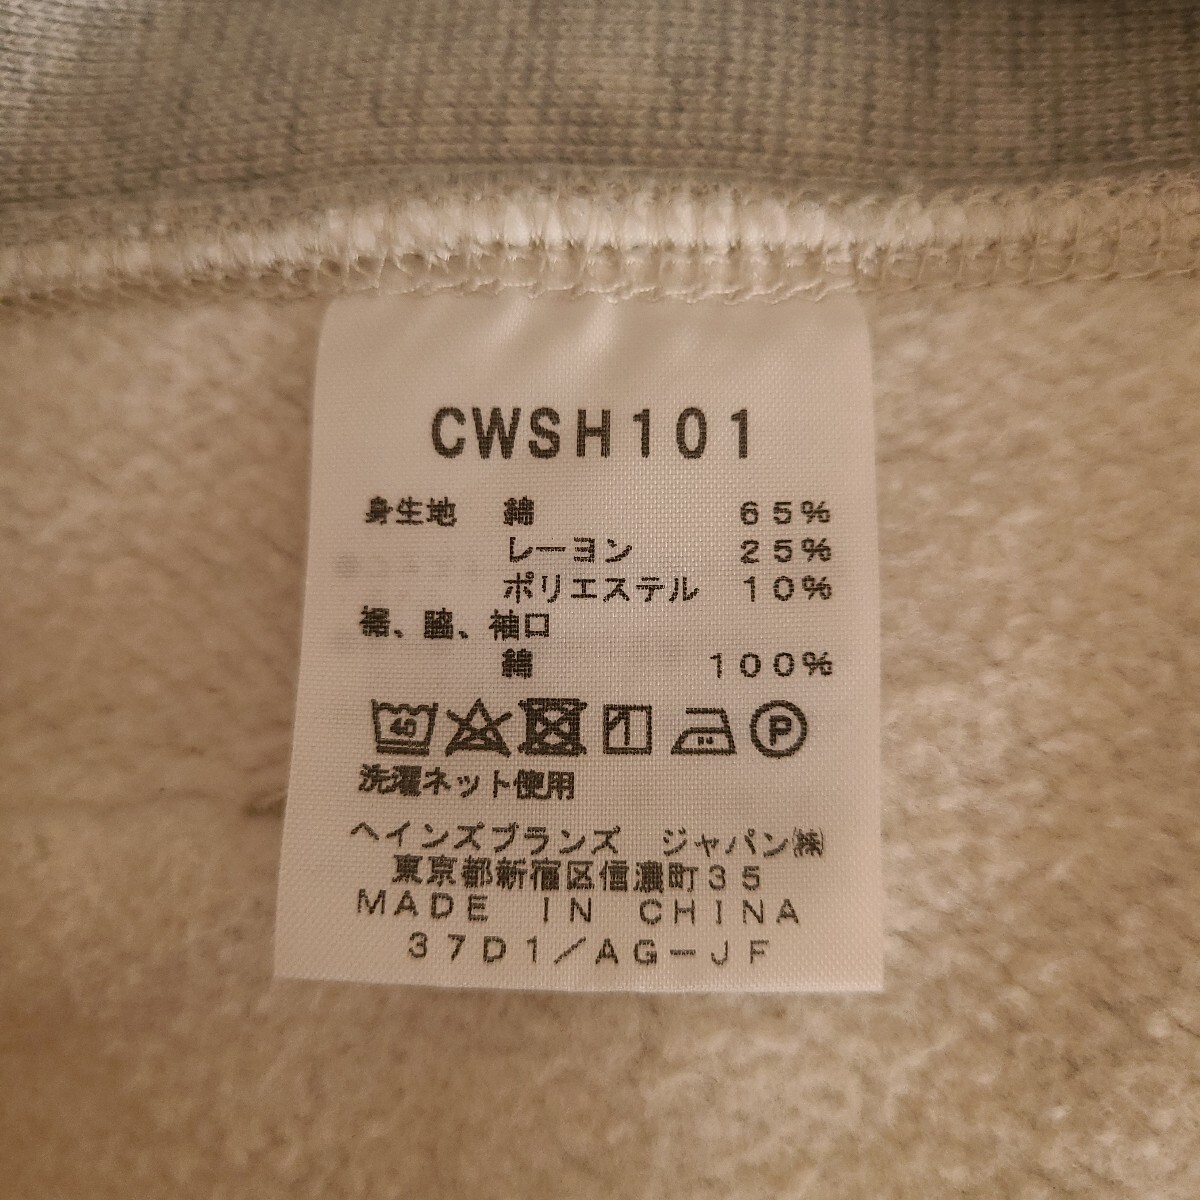 CWSH101
身生地 綿 65%
レーヨン 25%
ポリエステル 10%
裾、脇、袖口
綿 100%
40 P
洗濯ネット使用
ヘインズブランズ ジャパン㈱
東京都新宿区信濃町35
MADE IN CHINA
37D1/AG-JF